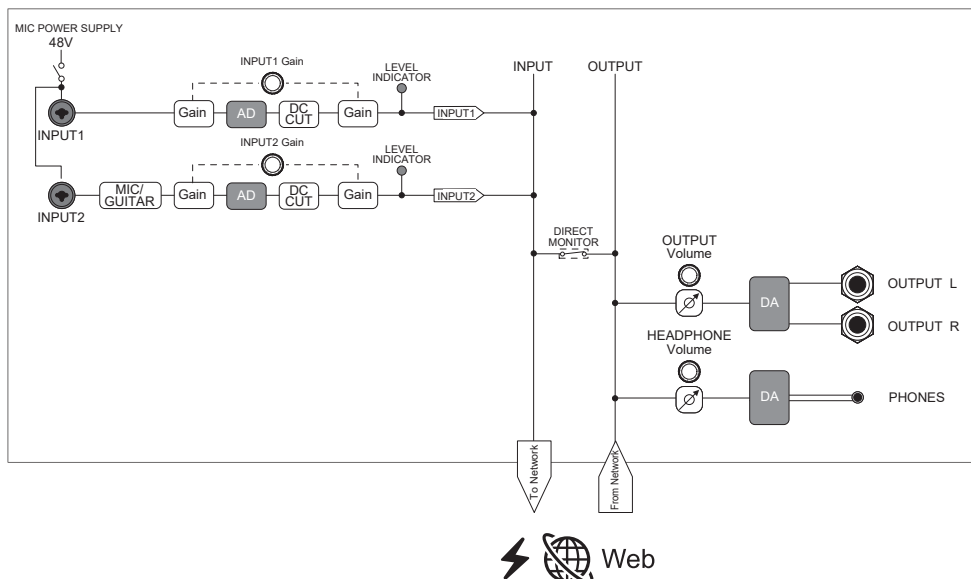 MIC POWER SUPPLY
48V
INPUT1 Gain
LEVEL
INDICATOR
INPUT
OUTPUT
Gain
AD
DC
CUT
Gain
INPUT1
INPUT1
INPUT2 Gain
LEVEL
INDICATOR
MIC/
GUITAR
Gain
AD
DC
CUT
Gain
INPUT2
INPUT2
DIRECT
MONITOR
OUTPUT
Volume
DA
OUTPUT L
OUTPUT R
HEADPHONE
Volume
DA
PHONES
To Network
From Network
Web